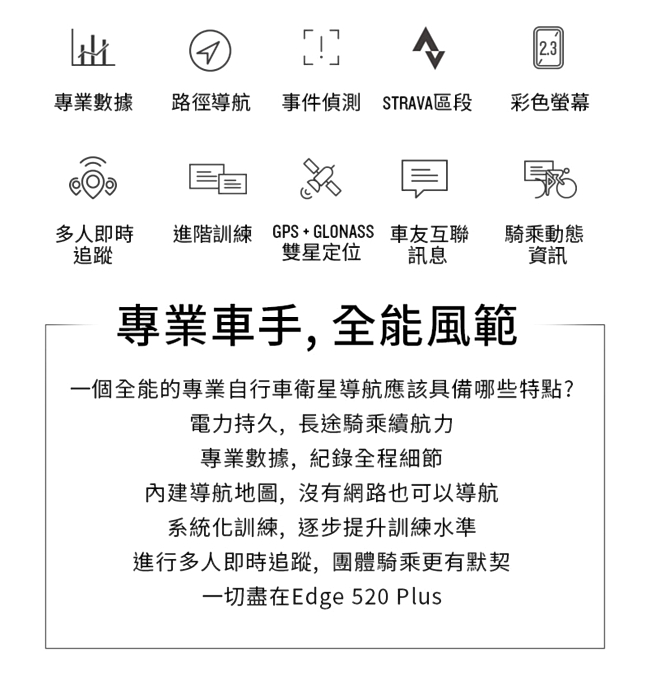 2.3
專業數據
路徑導航
事件偵測
STRAVA區段
彩色螢幕
多人即時
追蹤
進階訓練
GPS + GLONASS
雙星定位
車友互聯
訊息
騎乘動態
資訊
專業車手, 全能風範
一個全能的專業自行車衛星導航應該具備哪些特點?
電力持久, 長途騎乘續航力
專業數據, 紀錄全程細節
內建導航地圖, 沒有網路也可以導航
系統化訓練, 逐步提升訓練水準
進行多人即時追蹤, 團體騎乘更有默契
一切盡在Edge 520 Plus